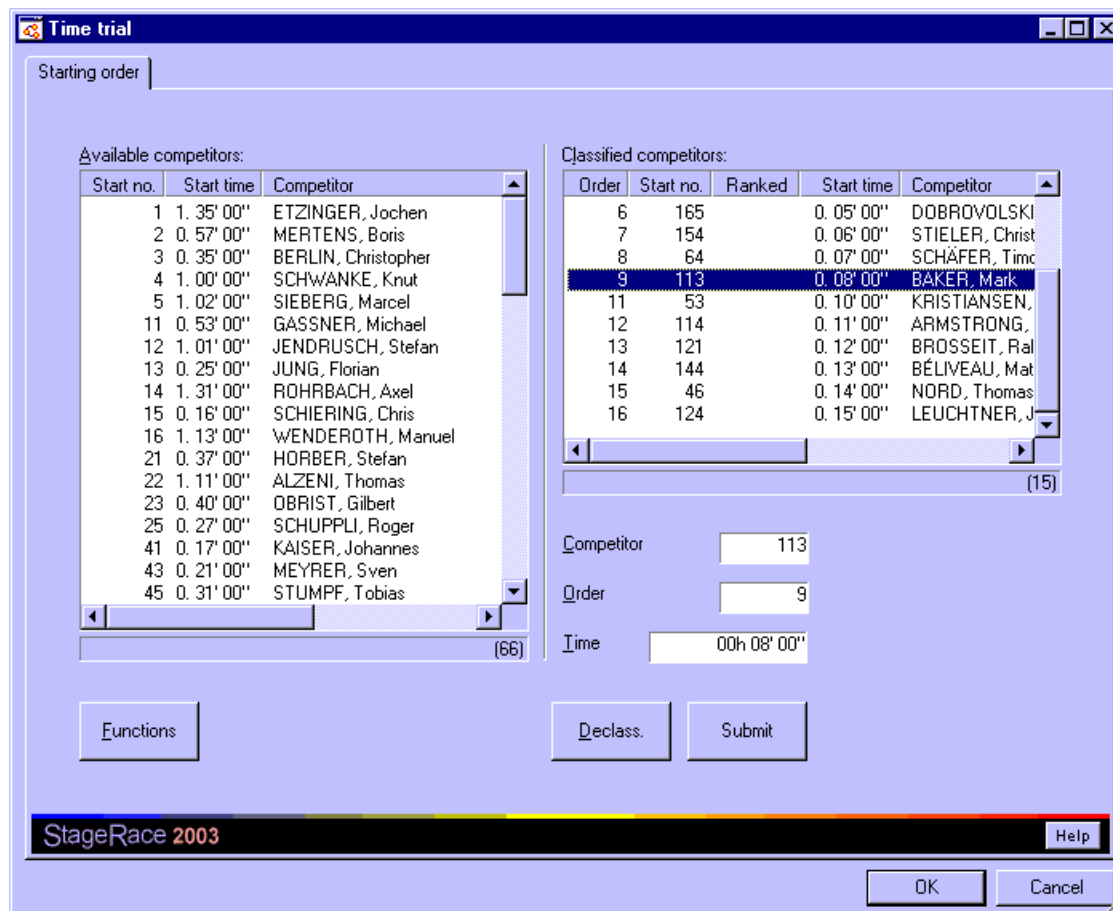 Time trial
Starting order
Available competitors:
Start no. Start time Competitor
1 1. 35' 00'' ETZINGER, Jochen
2 0. 57' 00'' MERTENS, Boris
3 0. 35' 00'' BERLIN, Christopher
4 1. 00' 00'' SCHWANKE, Knut
5 1. 02' 00'' SIEBERG, Marcel
11 0. 53' 00'' GASSNER, Michael
12 1. 01' 00'' JENDRUSCH, Stefan
13 0. 25' 00'' JUNG, Florian
14 1. 31' 00'' ROHRBACH, Axel
15 0. 16' 00'' SCHIERING, Chris
16 1. 13' 00'' WENDEROTH, Manuel
21 0. 37' 00'' HORBER, Stefan
22 1. 11' 00'' ALZENI, Thomas
23 0. 40' 00'' OBRIST, Gilbert
25 0. 27' 00'' SCHUPPLI, Roger
41 0. 17' 00'' KAISER, Johannes
43 0. 21' 00'' MEYRER, Sven
45 0. 31' 00'' STUMPF, Tobias
(66)
Functions
Classified competitors:
Order Start no. Ranked Start time Competitor
6 165 0. 05' 00'' DOBROVOLSKI
7 154 0. 06' 00'' STIELER, Christ
8 64 0. 07' 00'' SCHÄFER, Timo
9 113 0. 08' 00'' BAKER, Mark
11 53 0. 10' 00'' KRISTIANSEN,
12 114 0. 11' 00'' ARMSTRONG,
13 121 0. 12' 00'' BROSSEIT, Ral
14 144 0. 13' 00'' BÉLIVEAU, Mat
15 46 0. 14' 00'' NORD, Thomas
16 124 0. 15' 00'' LEUCHTNER, J
(15)
Competitor 113
Order 9
Time 00h 08' 00''
Declass. Submit
StageRace 2003 Help
OK Cancel